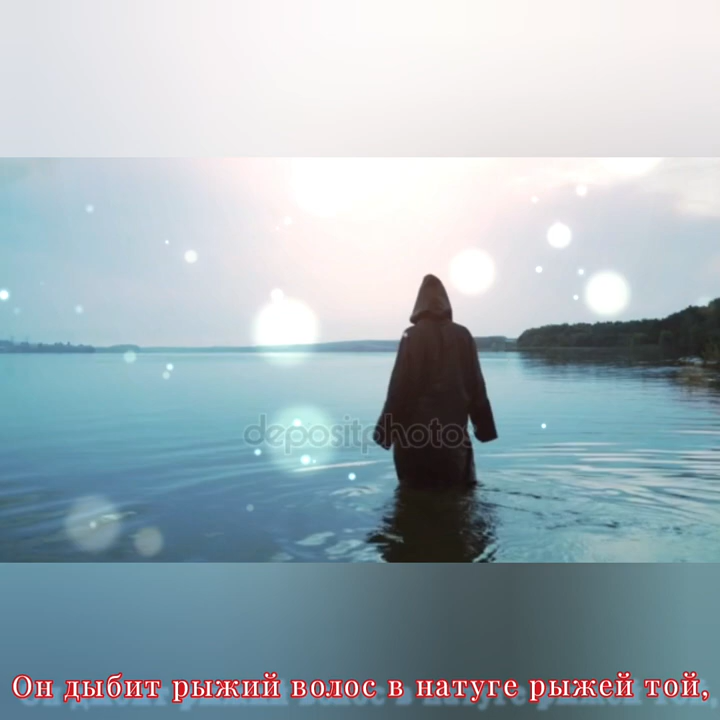 depositphotos
Он дыбит рыжий волос в натуге рыжей той,